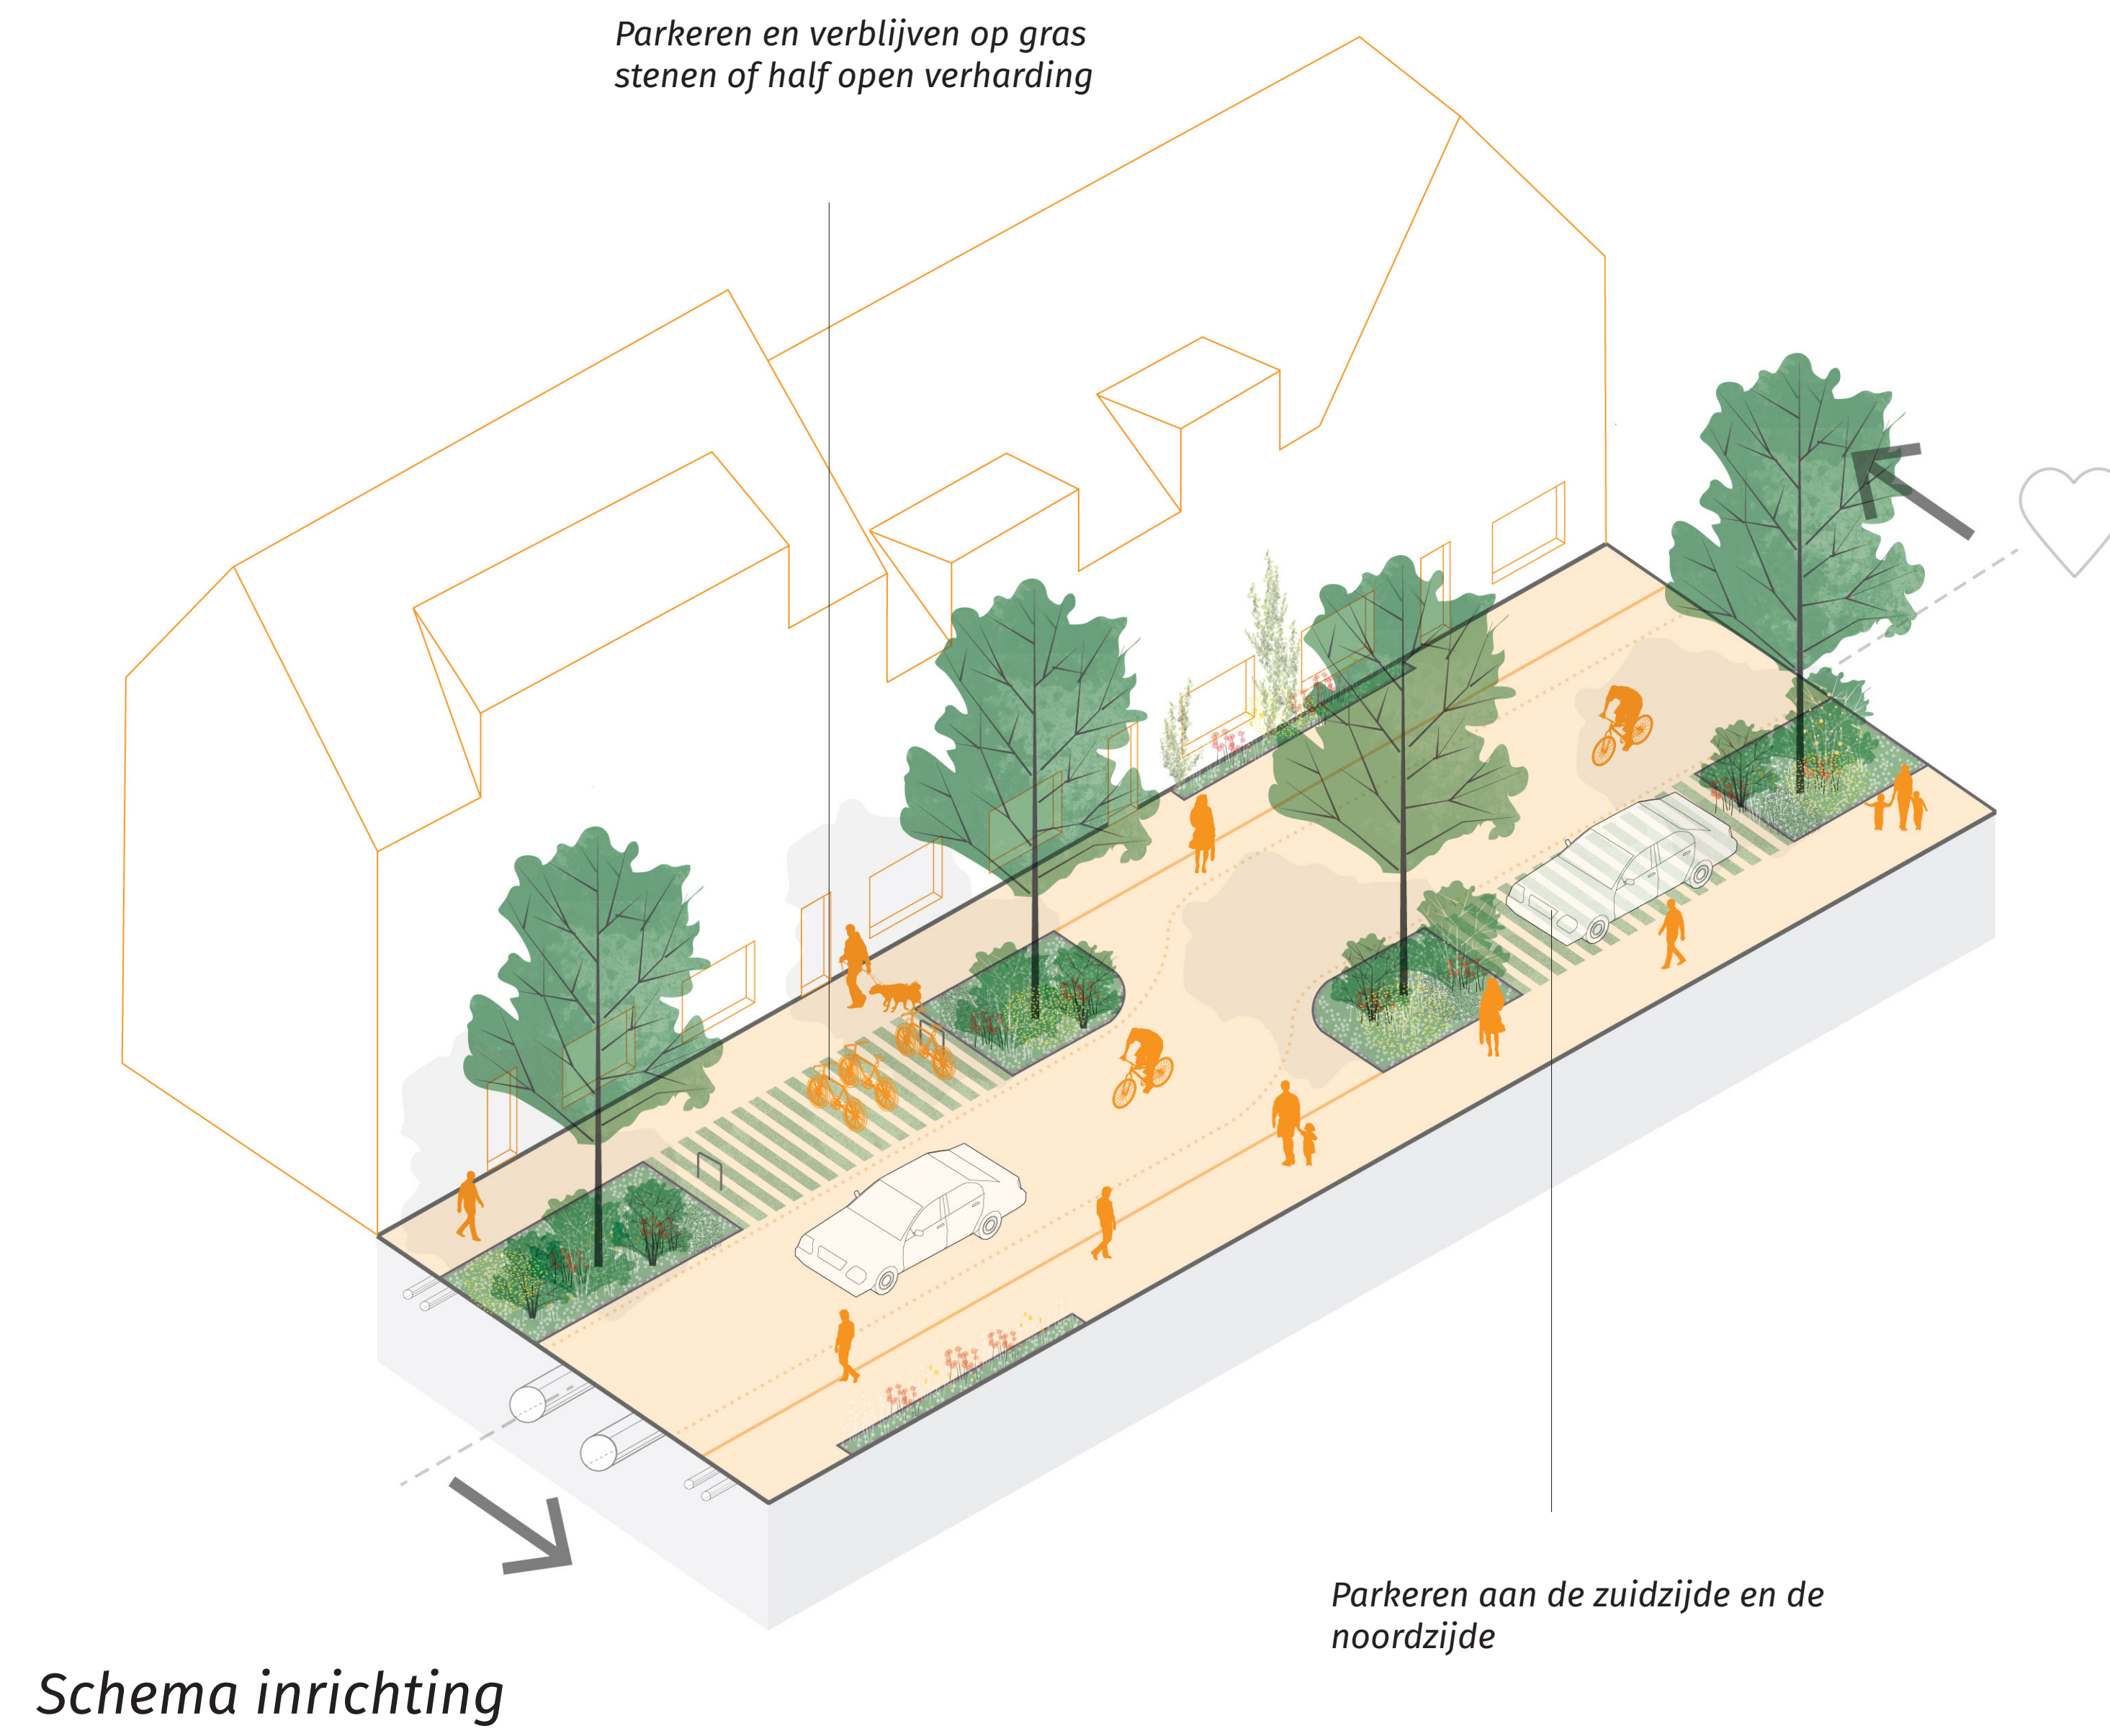 Parkeren en verblijven op gras
stenen of half open verharding
Parkeren aan de zuidzijde en de
noordzijde
Schema inrichting